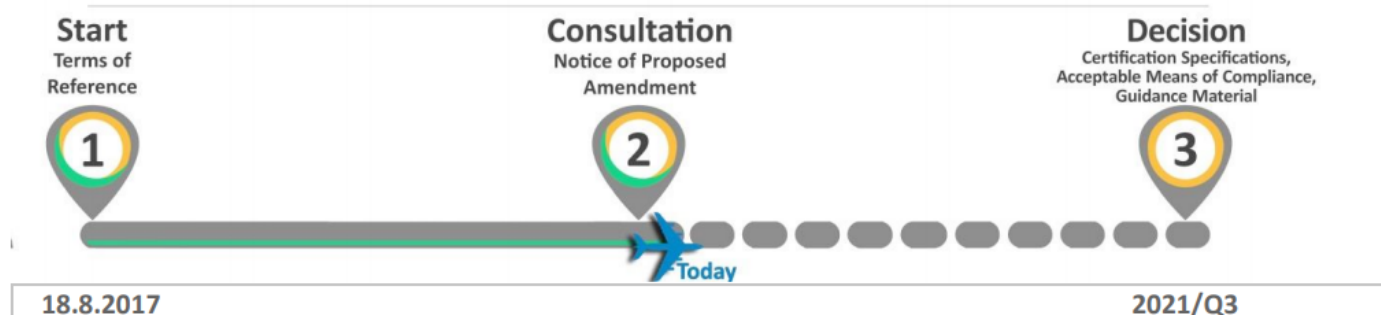 Start
Terms of
Reference
1
Consultation
Notice of Proposed
Amendment
2
Decision
Certification Specifications,
Acceptable Means of Compliance,
Guidance Material
3
Today
18.8.2017
2021/Q3